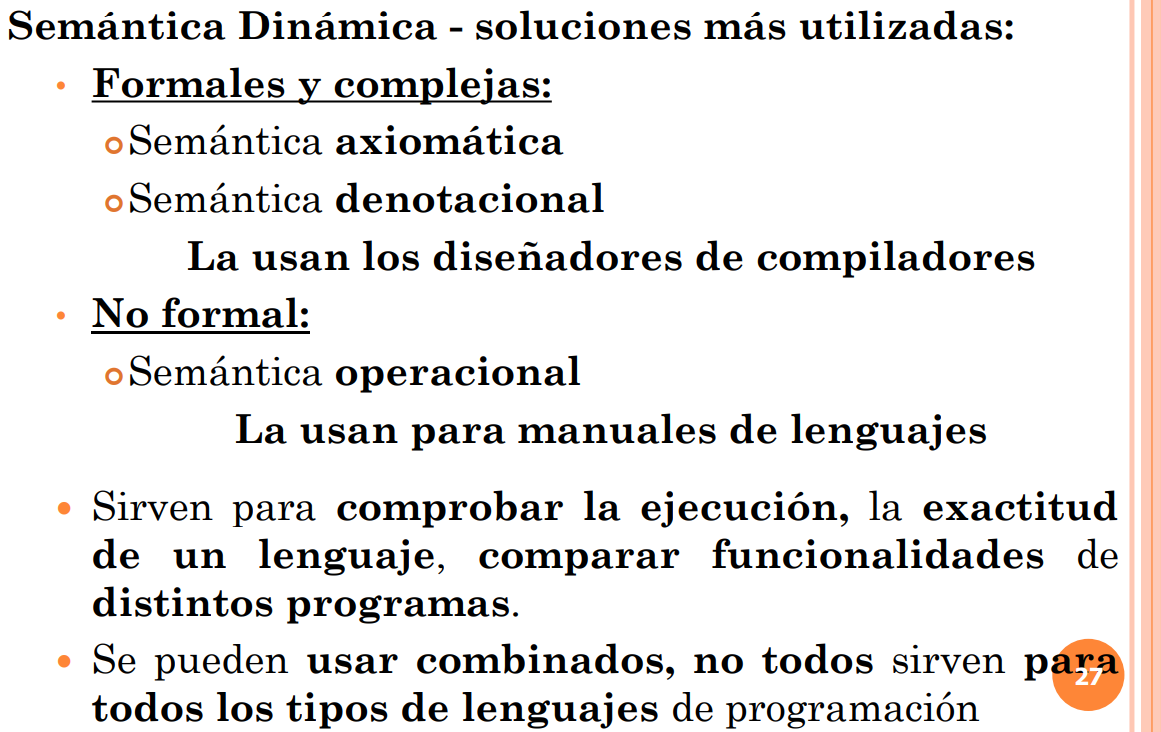 Semántica Dinámica - soluciones más utilizadas:
• Formales y complejas:
Semántica axiomática
Semántica denotacional
La usan los diseñadores de compiladores
• No formal:
Semántica operacional
La usan para manuales de lenguajes
• Sirven para comprobar la ejecución, la exactitud
de un lenguaje, comparar funcionalidades de
distintos programas.
• Se pueden usar combinados, no todos sirven para
todos los tipos de lenguajes de programación
27